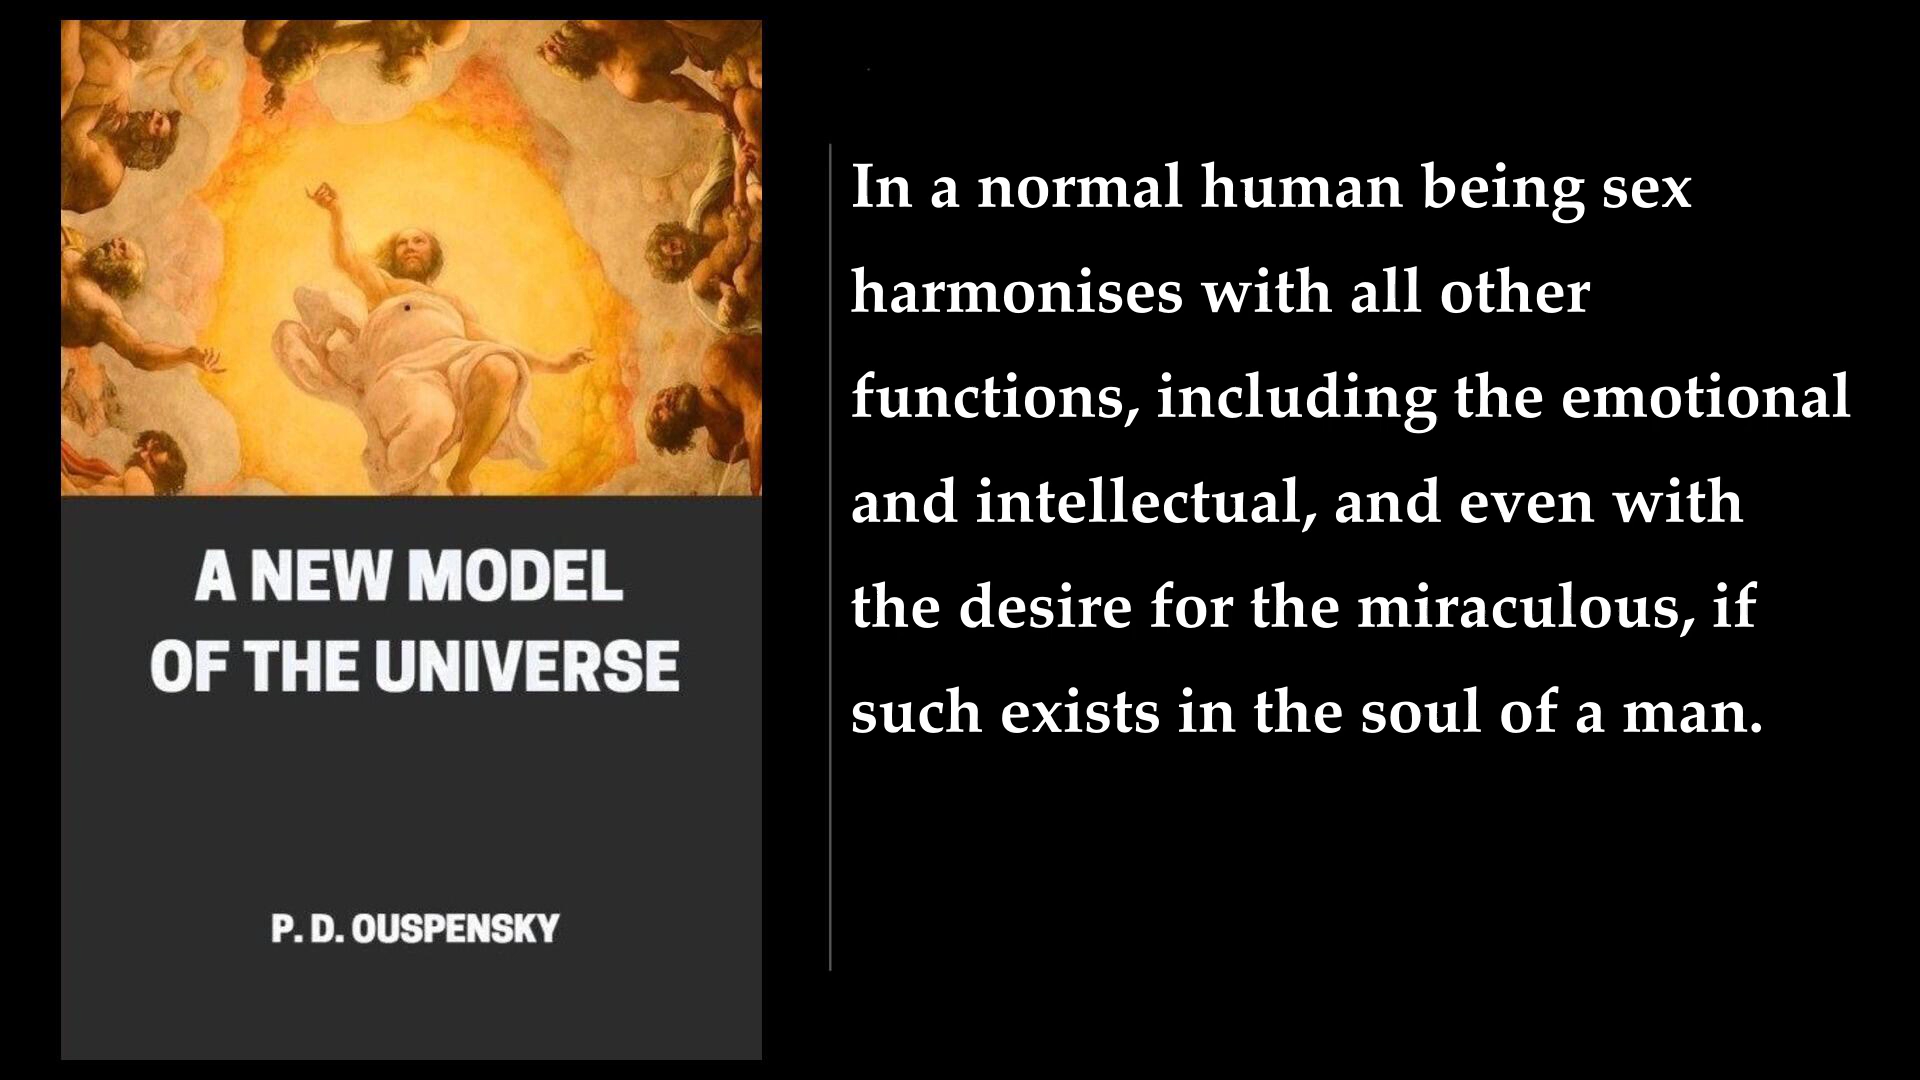 A NEW MODEL
OF THE UNIVERSE
P. D. OUSPENSKY
In a normal human being sex
harmonises with all other
functions, including the emotional
and intellectual, and even with
the desire for the miraculous, if
such exists in the soul of a man.